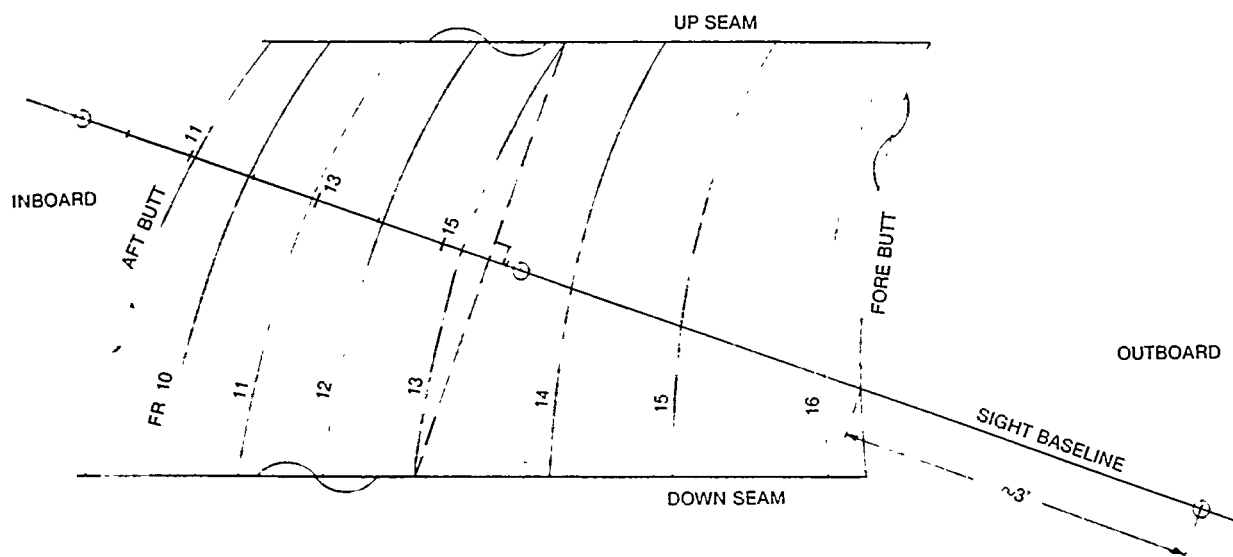 UP SEAM
11
INBOARD
13
AFT BUTT
15
FORE BUTT
OUTBOARD
FR 10
11
12
13
14
15
16
SIGHT BASELINE
~3'
DOWN SEAM